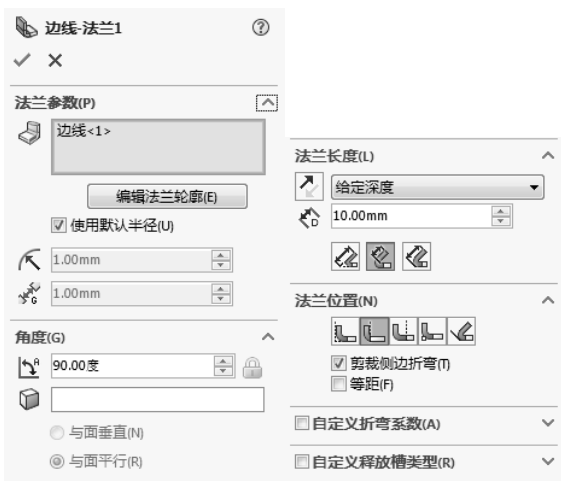 边线-法兰1
法兰参数(P)
边线<1>
编辑法兰轮廓(E)
使用默认半径(U)
1.00mm
G
1.00mm
角度(G)
A
90.00度
与面垂直(N)
与面平行(R)
法兰长度(L)
给定深度
D
10.00mm
法兰位置(N)
剪裁侧边折弯(T)
等距(F)
自定义折弯系数(A)
自定义释放槽类型(R)